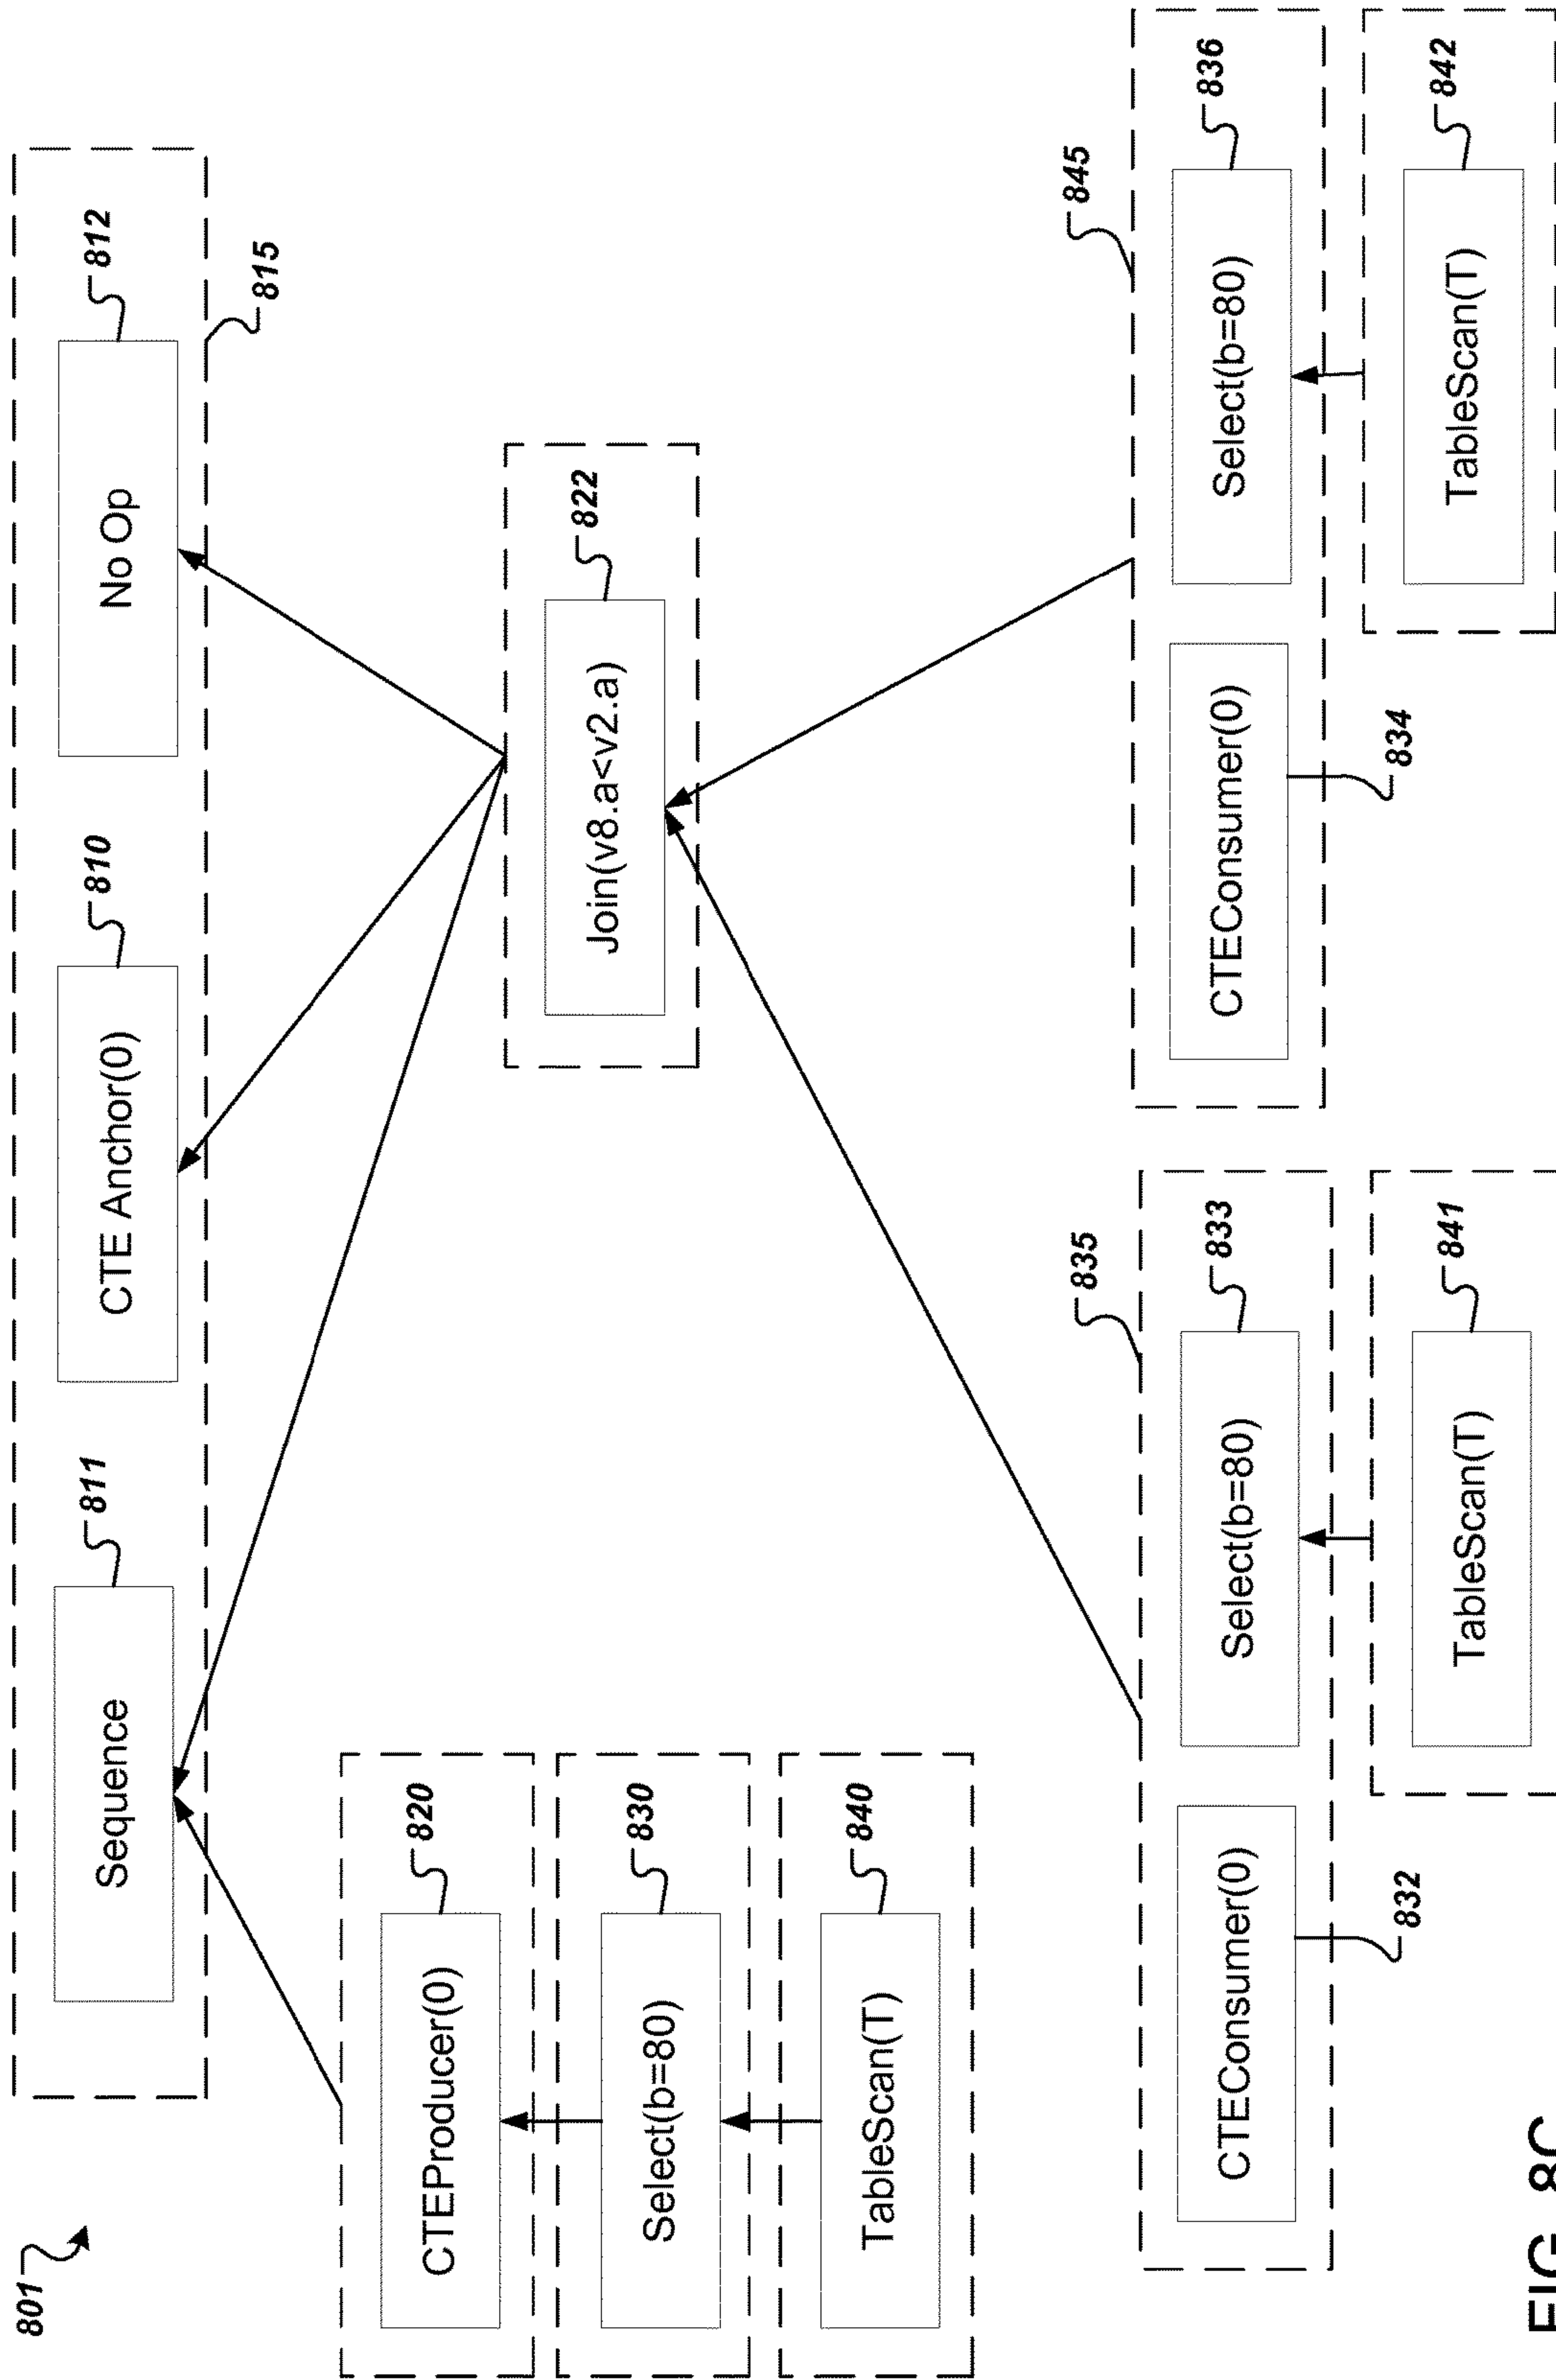 801
Sequence
811
CTE Anchor(0)
810
No Op
812
815
CTEProducer(0)
820
Select(b=80)
830
TableScan(T)
840
Join(v8.a<v2.a)
822
835
CTEConsumer(0)
832
Select(b=80)
833
TableScan(T)
841
845
CTEConsumer(0)
834
Select(b=80)
836
TableScan(T)
842
FIG. 8C